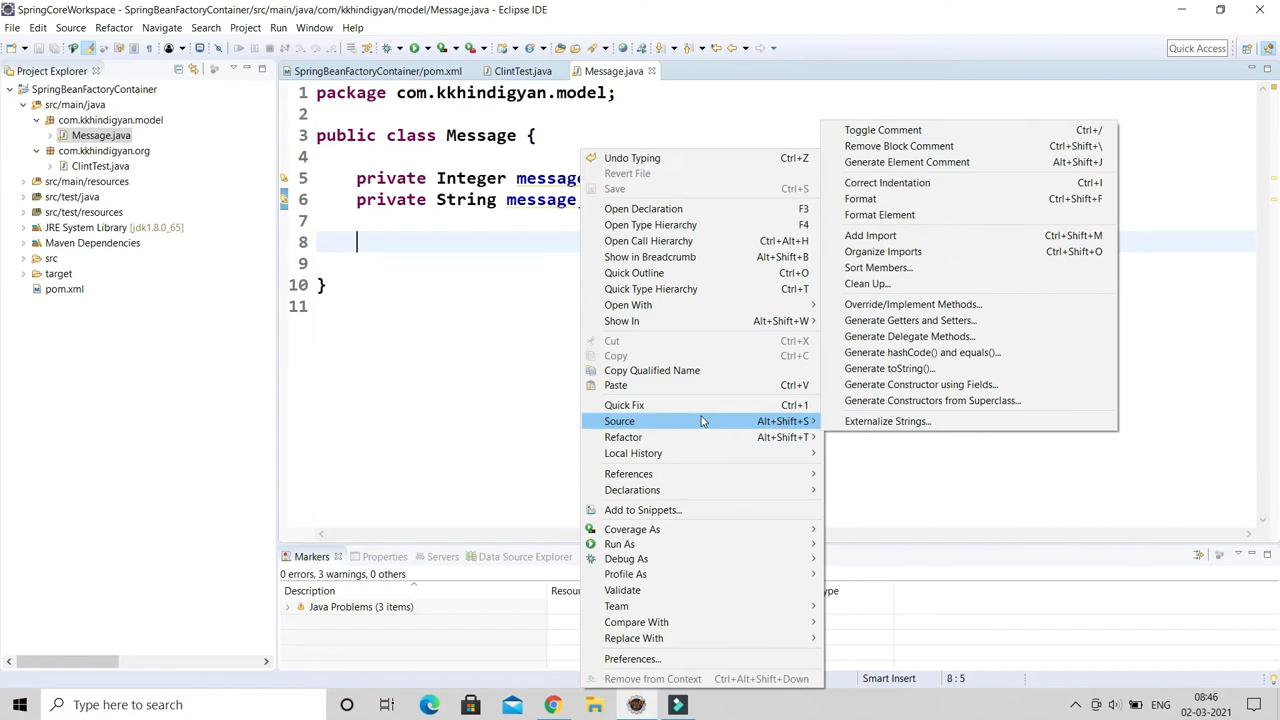 SpringCoreWorkspace - SpringBeanFactoryContainer/src/main/java/com/kkhindigyan/model/Message.java - Eclipse IDE
File Edit Source Refactor Navigate Search Project Run Window Help
Quick Access
Project Explorer
SpringBeanFactoryContainer
src/main/java
com.kkhindigyan.model
Message.java
com.kkhindigyan.org
ClintTest.java
src/main/resources
src/test/java
src/test/resources
JRE System Library [jdk1.8.0_65]
Maven Dependencies
src
target
pom.xml
SpringBeanFactoryContainer/pom.xml ClintTest.java Message.java
1 package com.kkhindigyan.model;
2
3 public class Message {
4
5 private Integer message
6 private String message
7
8
9
10 }
11
Undo Typing Ctrl+Z
Revert File
Save Ctrl+S
Open Declaration F3
Open Type Hierarchy F4
Open Call Hierarchy Ctrl+Alt+H
Show in Breadcrumb Alt+Shift+B
Quick Outline Ctrl+O
Quick Type Hierarchy Ctrl+T
Open With
Show In Alt+Shift+W
Cut Ctrl+X
Copy Ctrl+C
Copy Qualified Name
Paste Ctrl+V
Quick Fix Ctrl+1
Source Alt+Shift+S
Refactor Alt+Shift+T
Local History
References
Declarations
Add to Snippets...
Coverage As
Run As
Debug As
Profile As
Validate
Team
Compare With
Replace With
Preferences...
Remove from Context Ctrl+Alt+Shift+Down
Toggle Comment Ctrl+/
Remove Block Comment Ctrl+Shift+\
Generate Element Comment Alt+Shift+J
Correct Indentation Ctrl+I
Format Ctrl+Shift+F
Format Element
Add Import Ctrl+Shift+M
Organize Imports Ctrl+Shift+O
Sort Members...
Clean Up...
Override/Implement Methods...
Generate Getters and Setters...
Generate Delegate Methods...
Generate hashCode() and equals()...
Generate toString()...
Generate Constructor using Fields...
Generate Constructors from Superclass...
Externalize Strings...
Markers Properties Servers Data Source Explorer
0 errors, 3 warnings, 0 others
Description Resou ype
Java Problems (3 items)
Smart Insert 8 : 5
Type here to search
ENG
08:46
02-03-2021